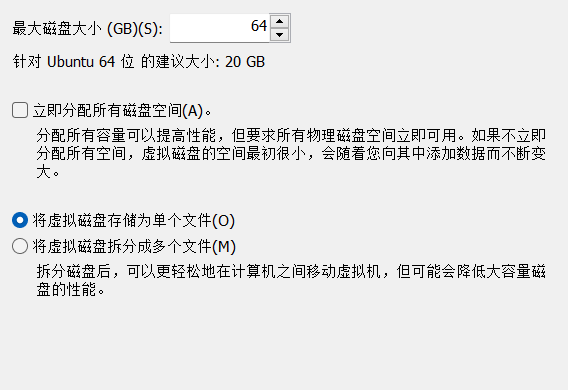 最大磁盘大小 (GB)(S): 64
针对 Ubuntu 64 位 的建议大小: 20 GB
立即分配所有磁盘空间(A)。
分配所有容量可以提高性能，但要求所有物理磁盘空间立即可用。如果不立即
分配所有空间，虚拟磁盘的空间最初很小，会随着您向其中添加数据而不断变
大。
将虚拟磁盘存储为单个文件(O)
将虚拟磁盘拆分成多个文件(M)
拆分磁盘后，可以更轻松地在计算机之间移动虚拟机，但可能会降低大容量磁
盘的性能。